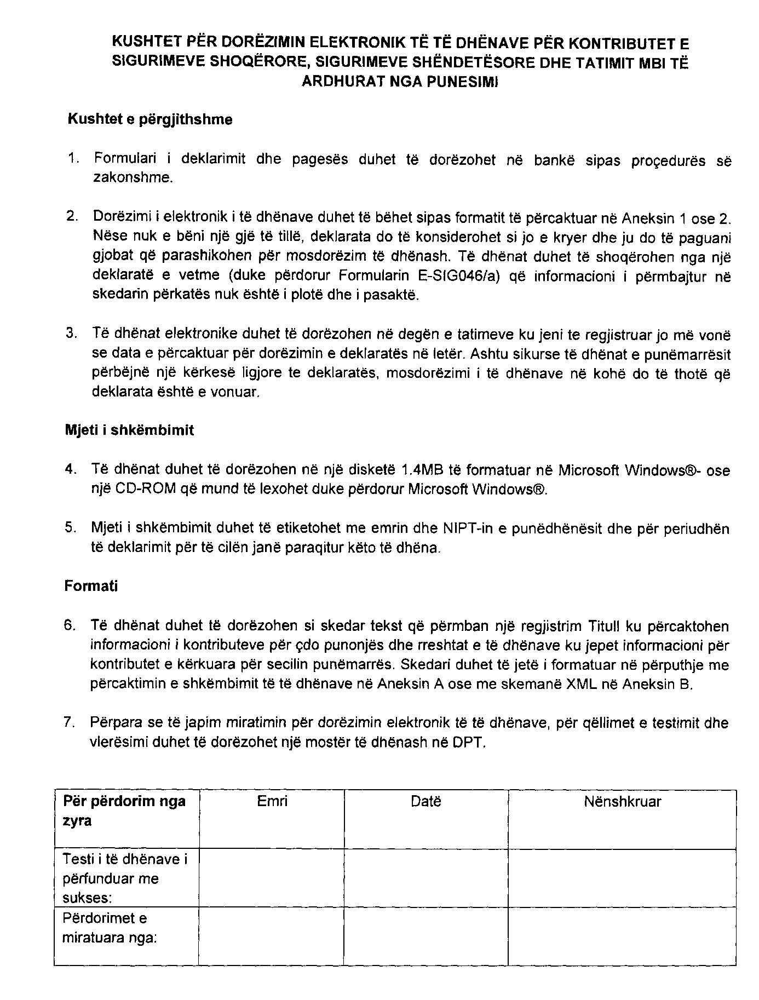 KUSHTET PËR DORËZIMIN ELEKTRONIK TË TË DHËNAVE PËR KONTRIBUTET E
SIGURIMEVE SHOQËRORE, SIGURIMEVE SHËNDETËSORE DHE TATIMIT MBI TË
ARDHURAT NGA PUNESIMI
Kushtet e përgjithshme
1. Formulari i deklarimit dhe pagesës duhet të dorëzohet në bankë sipas proçedurës së
zakonshme.
2. Dorëzimi i elektronik i të dhënave duhet të bëhet sipas formatit të përcaktuar në Aneksin 1 ose 2.
Nëse nuk e bëni një gjë të tillë, deklarata do të konsiderohet si jo e kryer dhe ju do të paguani
gjobat që parashikohen për mosdorëzim të dhënash. Të dhënat duhet të shoqërohen nga një
deklaratë e vetme (duke përdorur Formularin E-SIG046/a) që informacioni i përmbajtur në
skedarin përkatës nuk është i plotë dhe i pasaktë.
3. Të dhënat elektronike duhet të dorëzohen në degën e tatimeve ku jeni te regjistruar jo më vonë
se data e përcaktuar për dorëzimin e deklaratës në letër. Ashtu sikurse të dhënat e punëmarrësit
përbëjnë një kërkesë ligjore te deklaratës, mosdorëzimi i të dhënave në kohë do të thotë që
deklarata është e vonuar.
Mjeti i shkëmbimit
4. Të dhënat duhet të dorëzohen në një disketë 1.4MB të formatuar në Microsoft Windows®- ose
një CD-ROM që mund të lexohet duke përdorur Microsoft Windows®.
5. Mjeti i shkëmbimit duhet të etiketohet me emrin dhe NIPT-in e punëdhënësit dhe për periudhën
të deklarimit për të cilën janë paraqitur këto të dhëna.
Formati
6. Të dhënat duhet të dorëzohen si skedar tekst që përmban një regjistrim Titull ku përcaktohen
informacioni i kontributeve për çdo punonjës dhe rreshtat e të dhënave ku jepet informacioni për
kontributet e kërkuara për secilin punëmarrës. Skedari duhet të jetë i formatuar në përputhje me
përcaktimin e shkëmbimit të të dhënave në Aneksin A ose me skemanë XML në Aneksin B.
7. Përpara se të japim miratimin për dorëzimin elektronik të të dhënave, për qëllimet e testimit dhe
vlerësimi duhet të dorëzohet një mostër të dhënash në DPT.
Për përdorim nga Emri Datë Nënshkruar
zyra
Testi i të dhënave i
përfunduar me
sukses:
Përdorimet e
miratuara nga: